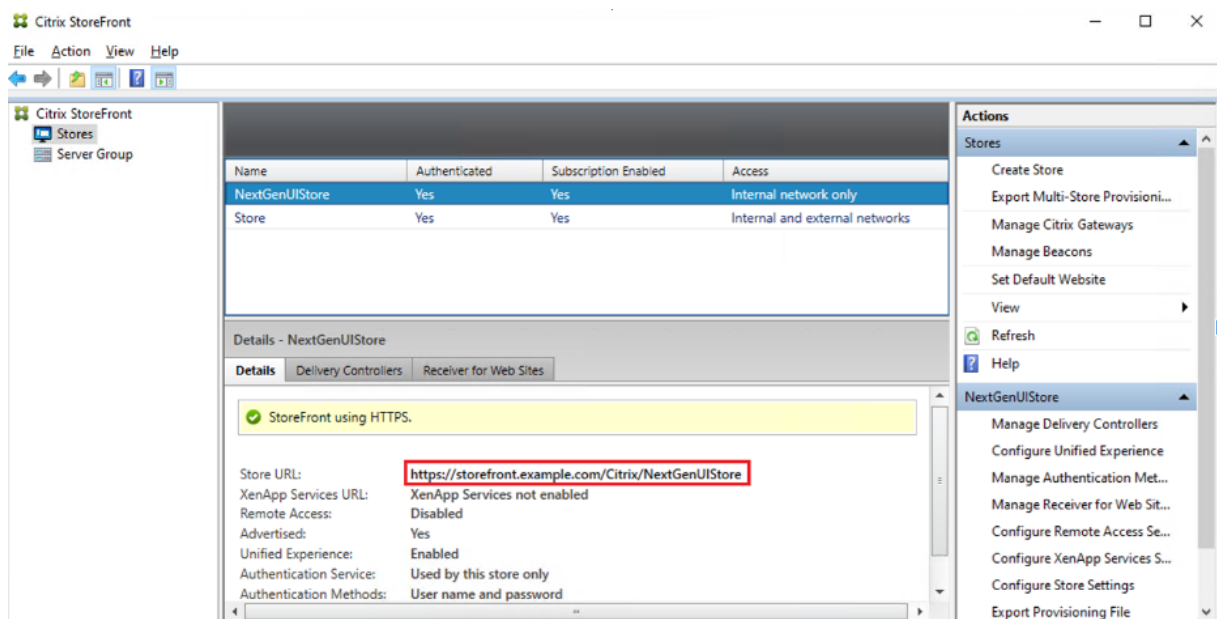 Citrix StoreFront
File Action View Help
Citrix StoreFront
Stores
Server Group
Name Authenticated Subscription Enabled Access
NextGenUIStore Yes Yes Internal network only
Store Yes Yes Internal and external networks
Details - NextGenUIStore
Details Delivery Controllers Receiver for Web Sites
StoreFront using HTTPS.
Store URL: https://storefront.example.com/Citrix/NextGenUIStore
XenApp Services URL: XenApp Services not enabled
Remote Access: Disabled
Advertised: Yes
Unified Experience: Enabled
Authentication Service: Used by this store only
Authentication Methods: User name and password
Actions
Stores
Create Store
Export Multi-Store Provisioni...
Manage Citrix Gateways
Manage Beacons
Set Default Website
View
Refresh
Help
NextGenUIStore
Manage Delivery Controllers
Configure Unified Experience
Manage Authentication Met...
Manage Receiver for Web Sit...
Configure Remote Access Se...
Configure XenApp Services S...
Configure Store Settings
Export Provisioning File